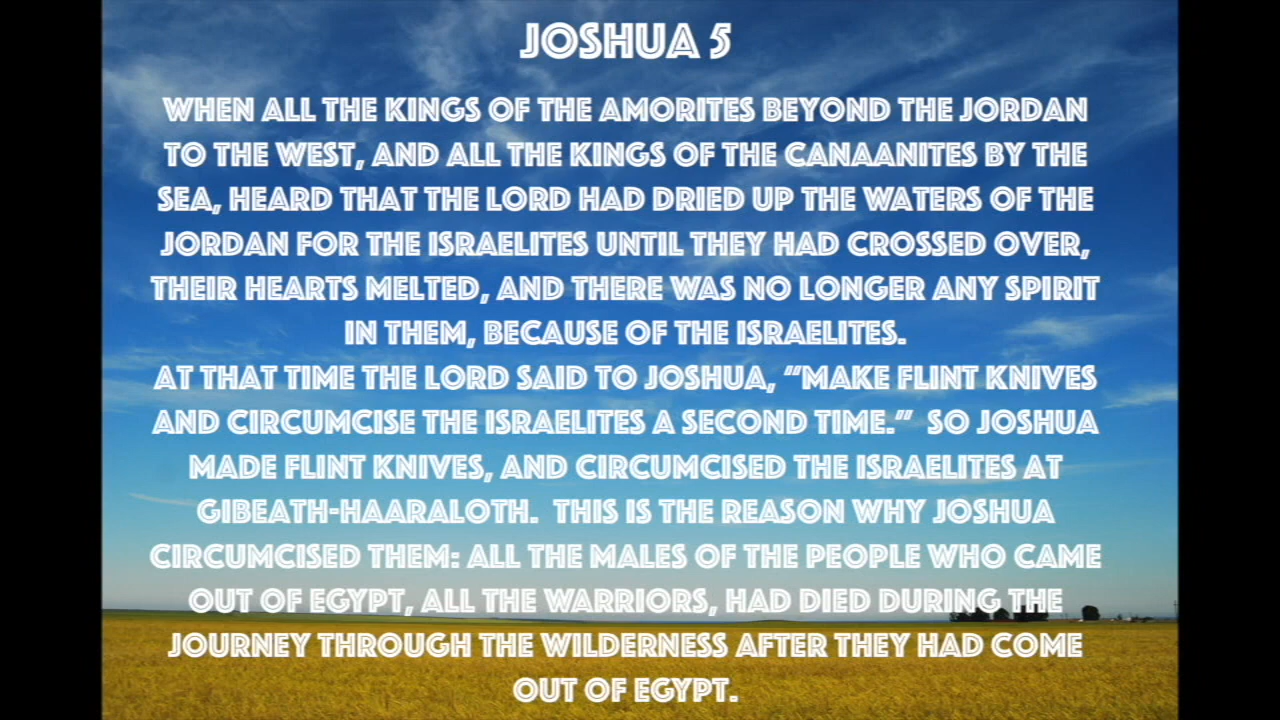 JOSHUA 5
WHEN ALL THE KINGS OF THE AMORITES BEYOND THE JORDAN
TO THE WEST, AND ALL THE KINGS OF THE CANAANITES BY THE
SEA, HEARD THAT THE LORD HAD DRIED UP THE WATERS OF THE
JORDAN FOR THE ISRAELITES UNTIL THEY HAD CROSSED OVER,
THEIR HEARTS MELTED, AND THERE WAS NO LONGER ANY SPIRIT
IN THEM, BECAUSE OF THE ISRAELITES.
AT THAT TIME THE LORD SAID TO JOSHUA, “MAKE FLINT KNIVES
AND CIRCUMCISE THE ISRAELITES A SECOND TIME.” SO JOSHUA
MADE FLINT KNIVES, AND CIRCUMCISED THE ISRAELITES AT
GIBEATH-HAARALOTH. THIS IS THE REASON WHY JOSHUA
CIRCUMCISED THEM: ALL THE MALES OF THE PEOPLE WHO CAME
OUT OF EGYPT, ALL THE WARRIORS, HAD DIED DURING THE
JOURNEY THROUGH THE WILDERNESS AFTER THEY HAD COME
OUT OF EGYPT.